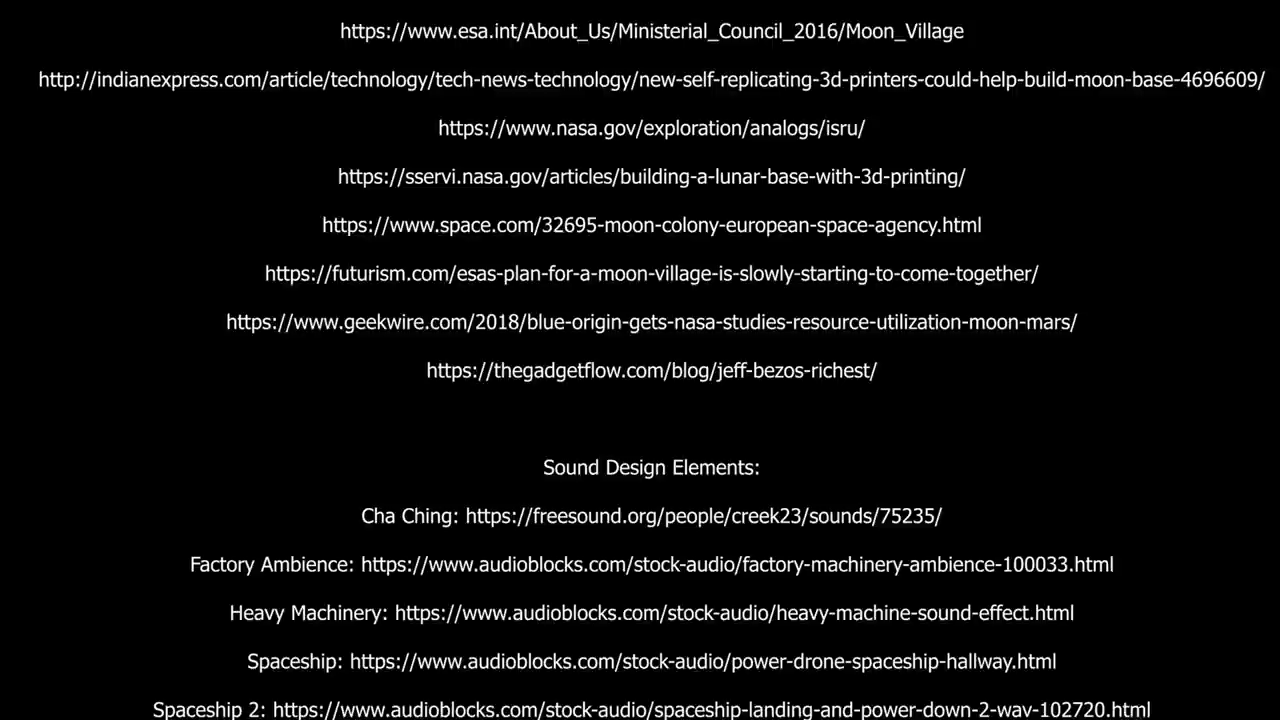 https://www.esa.int/About_Us/Ministerial_Council_2016/Moon_Village
http://indianexpress.com/article/technology/tech-news-technology/new-self-replicating-3d-printers-could-help-build-moon-base-4696609/
https://www.nasa.gov/exploration/analogs/isru/
https://sservi.nasa.gov/articles/building-a-lunar-base-with-3d-printing/
https://www.space.com/32695-moon-colony-european-space-agency.html
https://futurism.com/esas-plan-for-a-moon-village-is-slowly-starting-to-come-together/
https://www.geekwire.com/2018/blue-origin-gets-nasa-studies-resource-utilization-moon-mars/
https://thegadgetflow.com/blog/jeff-bezos-richest/
Sound Design Elements:
Cha Ching: https://freesound.org/people/creek23/sounds/75235/
Factory Ambience: https://www.audioblocks.com/stock-audio/factory-machinery-ambience-100033.html
Heavy Machinery: https://www.audioblocks.com/stock-audio/heavy-machine-sound-effect.html
Spaceship: https://www.audioblocks.com/stock-audio/power-drone-spaceship-hallway.html
Spaceship 2: https://www.audioblocks.com/stock-audio/spaceship-landing-and-power-down-2-wav-102720.html